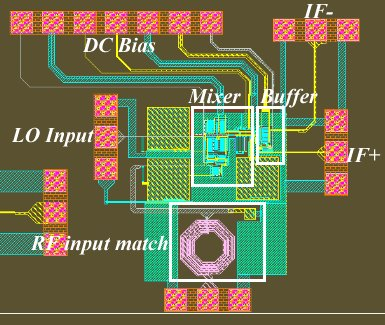 IF-
DC Bias
Mixer Buffer
LO Input
IF+
RF input match